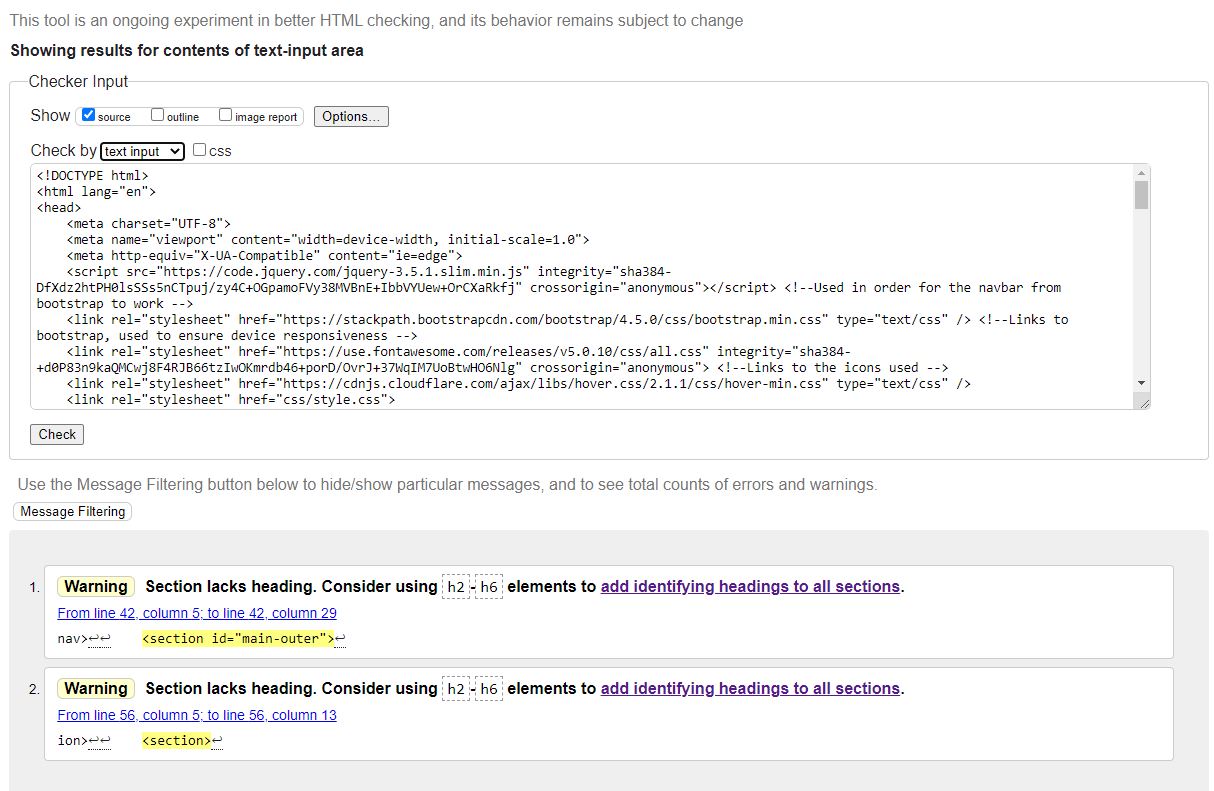 This tool is an ongoing experiment in better HTML checking, and its behavior remains subject to change
Showing results for contents of text-input area
Checker Input
Show source outline image report Options...
Check by text input css
<!DOCTYPE html>
<html lang="en">
<head>
    <meta charset="UTF-8">
    <meta name="viewport" content="width=device-width, initial-scale=1.0">
    <meta http-equiv="X-UA-Compatible" content="ie=edge">
    <script src="https://code.jquery.com/jquery-3.5.1.slim.min.js" integrity="sha384-
DfXdz2htPH0lsSSs5nCTpuj/zy4C+OGpamoFVy38MVBnE+IbbVYUew+OrCXaRkfj" crossorigin="anonymous"></script> <!--Used in order for the navbar from
bootstrap to work -->
    <link rel="stylesheet" href="https://stackpath.bootstrapcdn.com/bootstrap/4.5.0/css/bootstrap.min.css" type="text/css" /> <!--Links to
bootstrap, used to ensure device responsiveness -->
    <link rel="stylesheet" href="https://use.fontawesome.com/releases/v5.0.10/css/all.css" integrity="sha384-
+d0P83n9kaQMCwj8F4RJB66tzIwOKmrdb46+porD/OvrJ+37WqIM7UoBtwHO6Nlg" crossorigin="anonymous"> <!--Links to the icons used -->
    <link rel="stylesheet" href="https://cdnjs.cloudflare.com/ajax/libs/hover.css/2.1.1/css/hover-min.css" type="text/css" />
    <link rel="stylesheet" href="css/style.css">
Check
Use the Message Filtering button below to hide/show particular messages, and to see total counts of errors and warnings.
Message Filtering
1. Warning Section lacks heading. Consider using h2-h6 elements to add identifying headings to all sections.
From line 42, column 5; to line 42, column 29
nav>↩↩    <section id="main-outer">↩
2. Warning Section lacks heading. Consider using h2-h6 elements to add identifying headings to all sections.
From line 56, column 5; to line 56, column 13
ion>↩↩    <section>↩